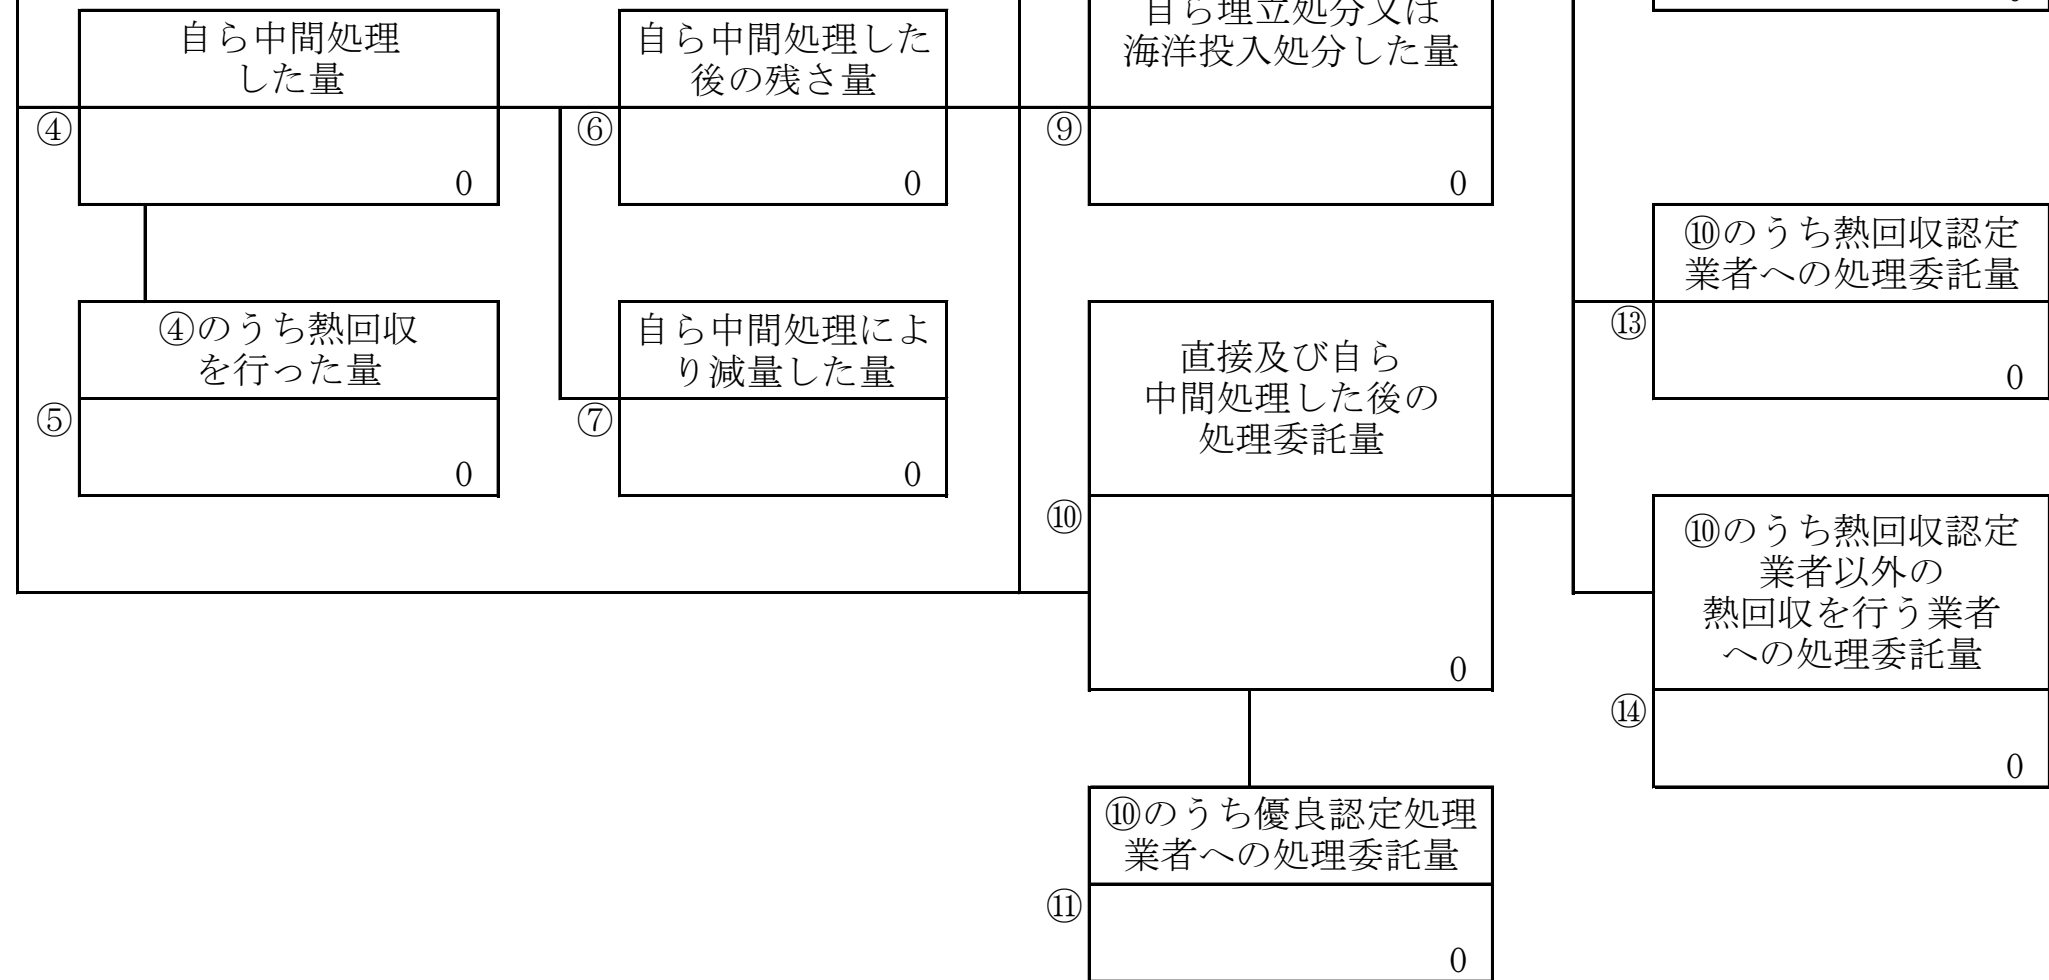 自ら中間処理
した量
④
0
自ら中間処理した
後の残さ量
⑥
0
自ら埋立処分又は
海洋投入処分した量
⑨
0
④のうち熱回収
を行った量
⑤
0
自ら中間処理によ
り減量した量
⑦
0
直接及び自ら
中間処理した後の
処理委託量
⑩
0
⑩のうち優良認定処理
業者への処理委託量
⑪
0
⑩のうち熱回収認定
業者への処理委託量
⑬
0
⑩のうち熱回収認定
業者以外の
熱回収を行う業者
への処理委託量
⑭
0